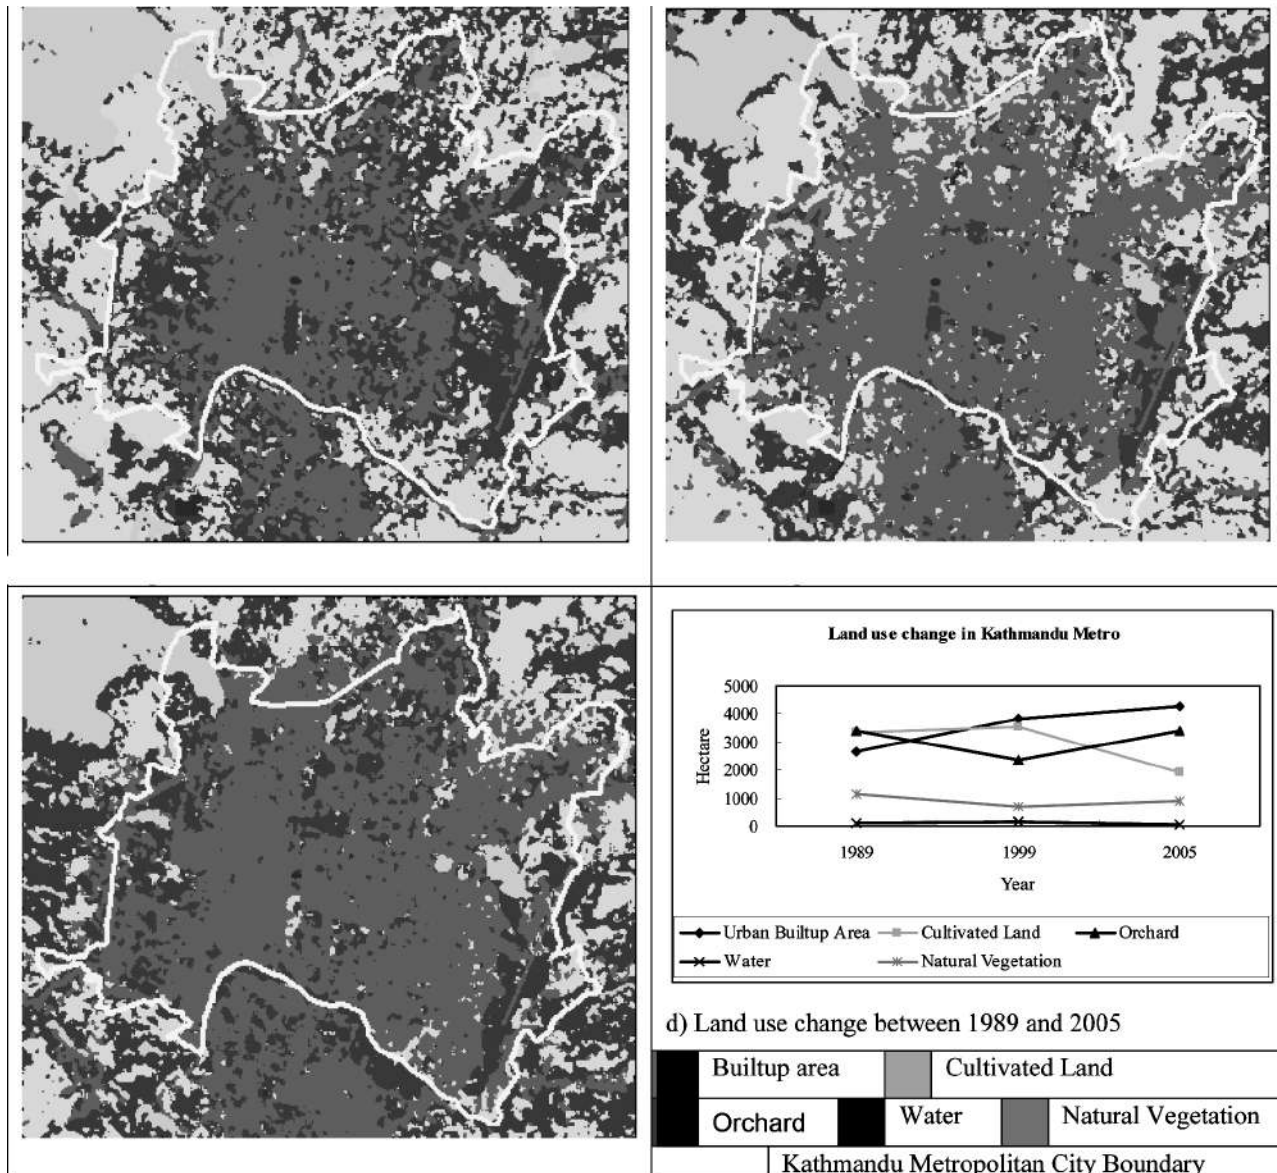 Land use change in Kathmandu Metro
5000
4000
3000
2000
1000
0
Hectare
1989 1999 2005
Year
Urban Builtup Area Cultivated Land Orchard
Water Natural Vegetation
d) Land use change between 1989 and 2005
Builtup area Cultivated Land
Orchard Water Natural Vegetation
Kathmandu Metropolitan City Boundary